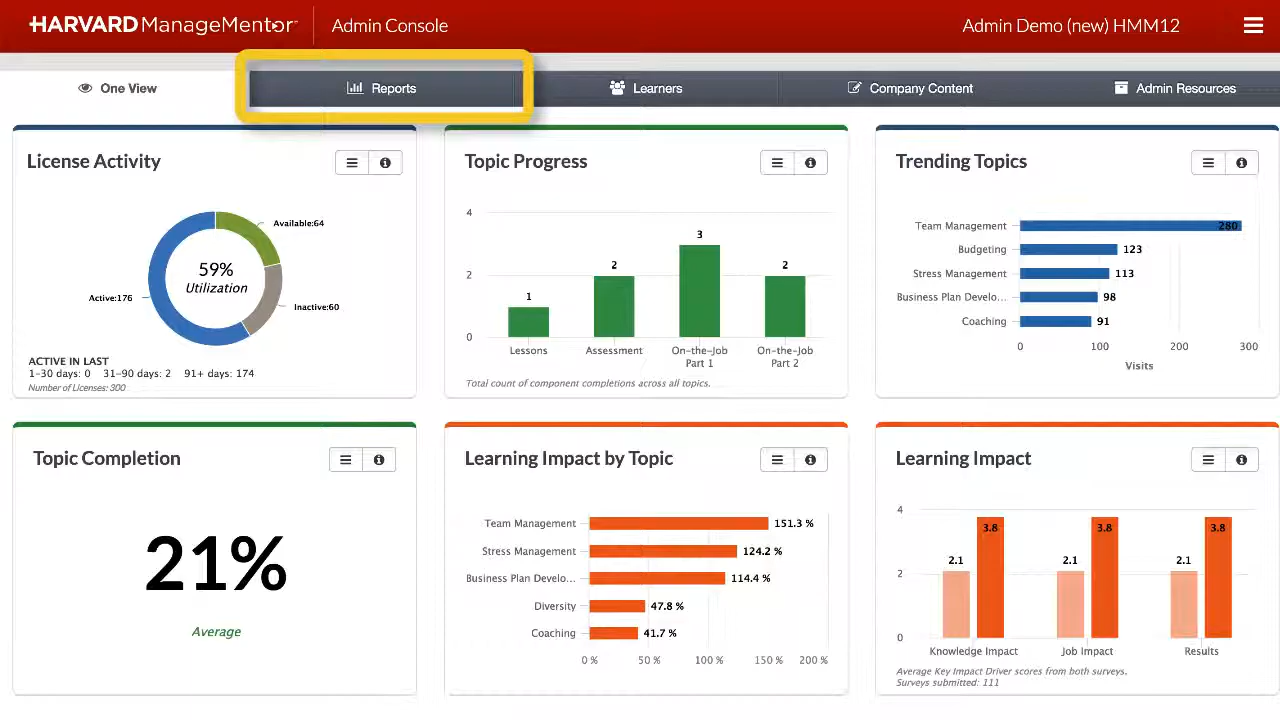 HARVARD ManageMentor™ Admin Console Admin Demo (new) HMM12
One View Reports Learners Company Content Admin Resources
License Activity
Available:64
59%
Utilization
Active:176
Inactive:60
ACTIVE IN LAST
1-30 days: 0 31-90 days: 2 91+ days: 174
Number of Licenses: 300
Topic Progress
4
3
2
2
2
1
0
Lessons Assessment On-the-Job Part 1 On-the-Job Part 2
Total count of component completions across all topics.
Trending Topics
Team Management 280
Budgeting 123
Stress Management 113
Business Plan Develo... 98
Coaching 91
0 100 200 300
Visits
Topic Completion
21%
Average
Learning Impact by Topic
Team Management 151.3 %
Stress Management 124.2 %
Business Plan Develo... 114.4 %
Diversity 47.8 %
Coaching 41.7 %
0 % 50 % 100 % 150 % 200 %
Learning Impact
4
3.8 3.8 3.8
2.1 2.1 2.1
2
0
Knowledge Impact Job Impact Results
Average Key Impact Driver scores from both surveys.
Surveys submitted: 111